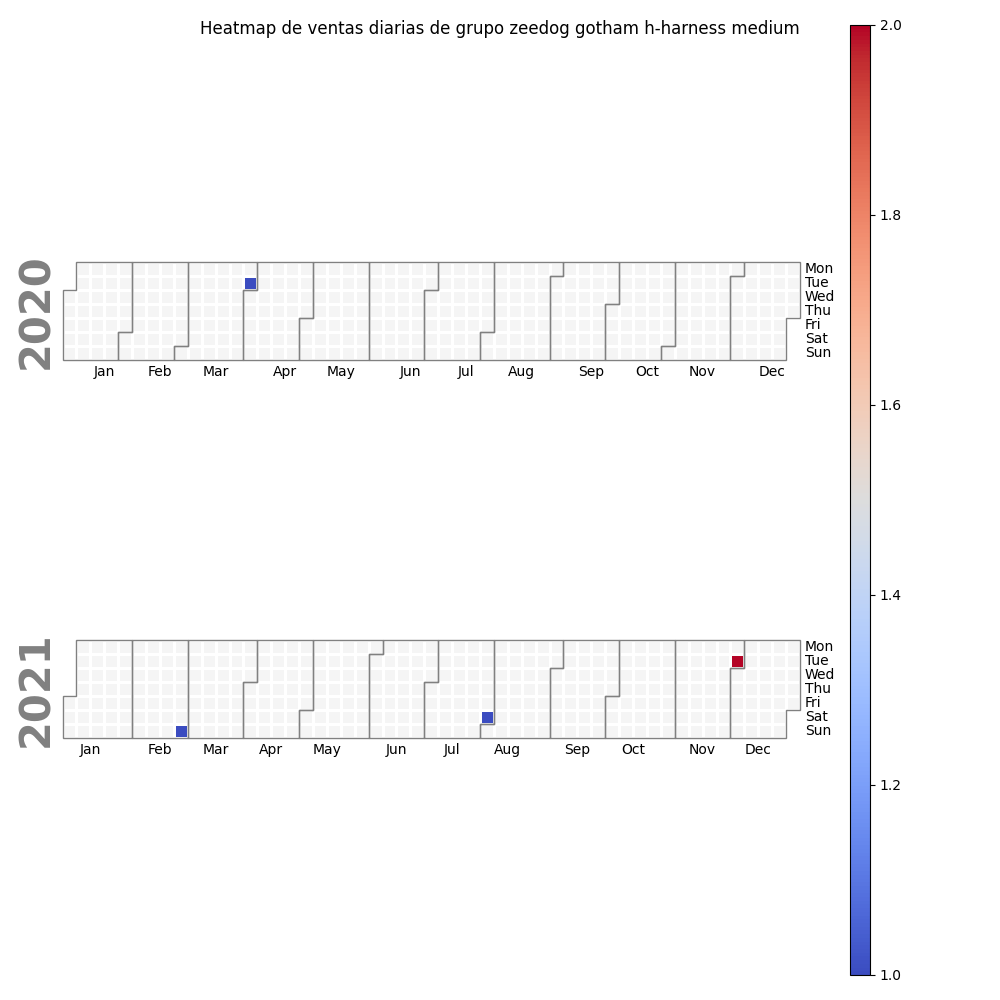 Heatmap de ventas diarias de grupo zeedog gotham h-harness medium
2020
Mon
Tue
Wed
Thu
Fri
Sat
Sun
Jan Feb Mar Apr May Jun Jul Aug Sep Oct Nov Dec
2021
Mon
Tue
Wed
Thu
Fri
Sat
Sun
Jan Feb Mar Apr May Jun Jul Aug Sep Oct Nov Dec
2.0
1.8
1.6
1.4
1.2
1.0